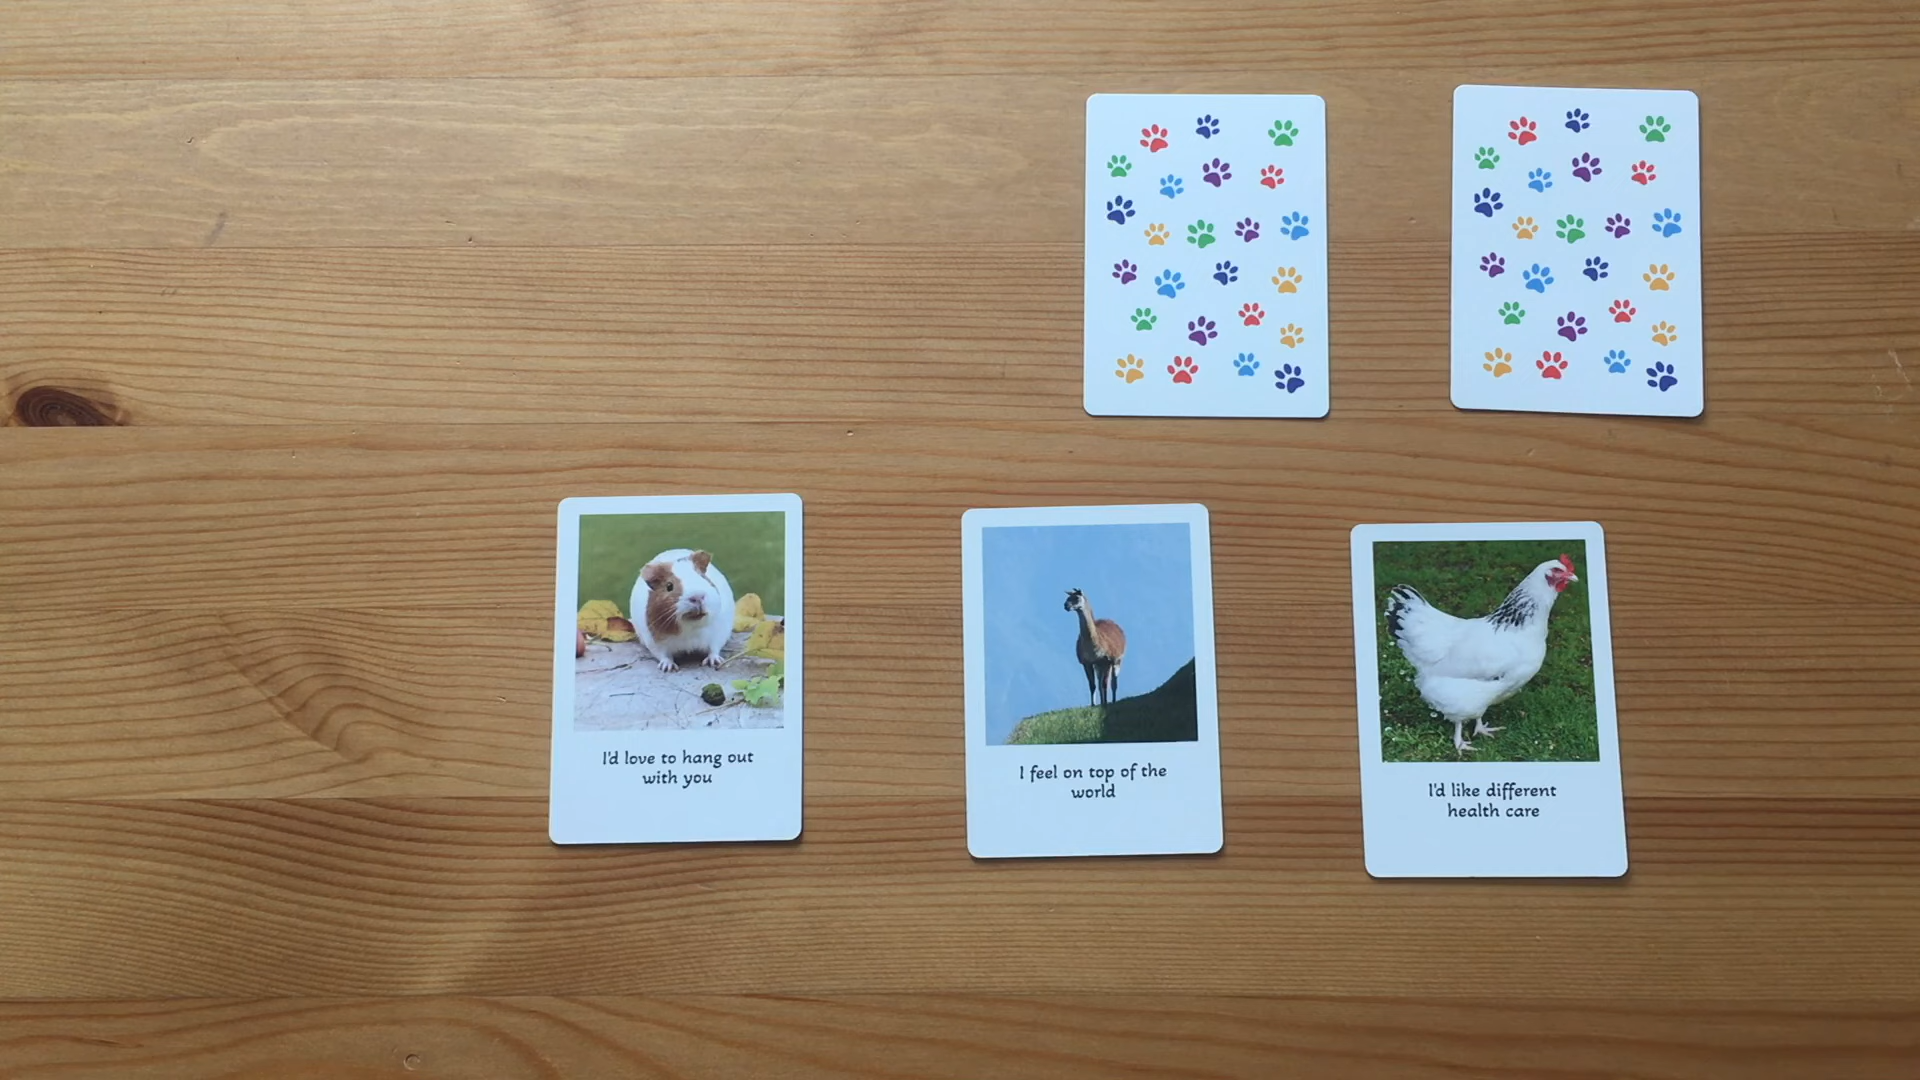 I'd love to hang out
with you
I feel on top of the
world
I'd like different
health care